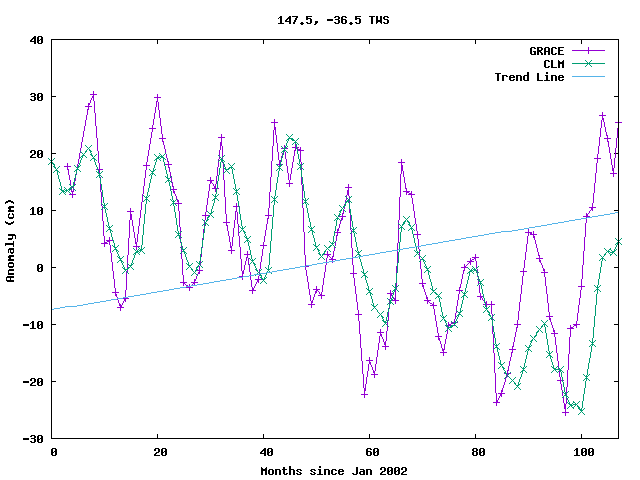 147.5, -36.5 TWS
40
30
20
10
0
-10
-20
-30
Anomaly (cm)
GRACE
CLM
Trend Line
0 20 40 60 80 100
Months since Jan 2002